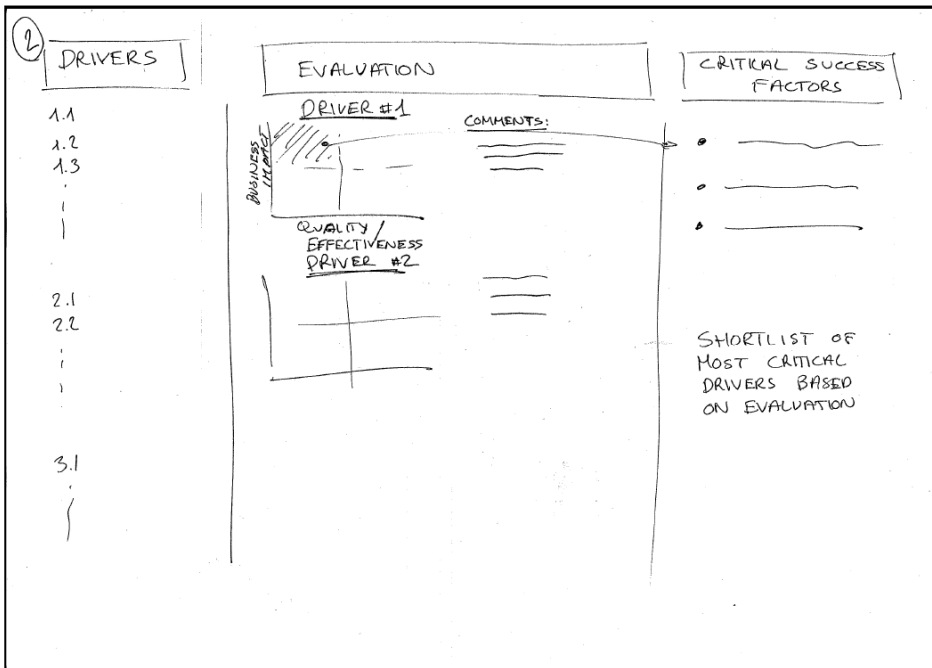 2
DRIVERS
1.1
1.2
1.3
2.1
2.2
3.1
EVALUATION
DRIVER #1
BUSINESS
IMPACT
QUALITY/
EFFECTIVENESS
COMMENTS:
DRIVER #2
CRITICAL SUCCESS
FACTORS
SHORTLIST OF
MOST CRITICAL
DRIVERS BASED
ON EVALUATION